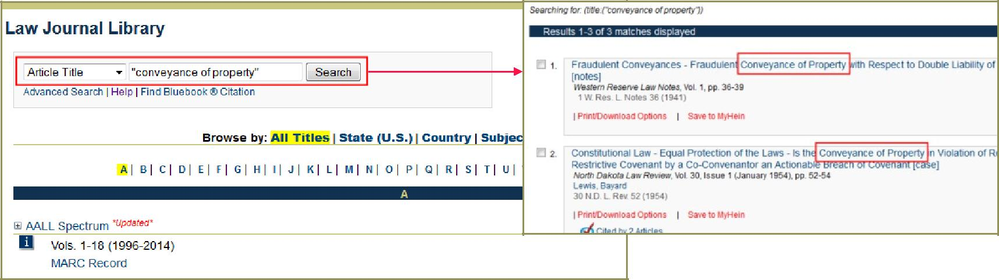 Law Journal Library
Article Title "conveyance of property" Search
Advanced Search | Help | Find Bluebook ® Citation
Browse by: All Titles | State (U.S.) | Country | Subjec
A| B| C| D| E| F| G| H| I| J| K| L| M| N| O| P| Q| R| S| T| U|
A
AALL Spectrum *Updated*
i
Vols. 1-18 (1996-2014)
MARC Record
Searching for: (title:("conveyance of property"))
Results 1-3 of 3 matches displayed
1. Fraudulent Conveyances - Fraudulent Conveyance of Property with Respect to Double Liability of
[notes]
Western Reserve Law Notes, Vol. 1, pp. 36-39
1 W. Res. L. Notes 36 (1941)
| Print/Download Options | Save to MyHein
2. Constitutional Law - Equal Protection of the Laws - Is the Conveyance of Property in Violation of Re
Restrictive Covenant by a Co-Convenantor an Actionable Breach of Covenant [case]
North Dakota Law Review, Vol. 30, Issue 1 (January 1954), pp. 52-54
Lewis, Bayard
30 N.D. L. Rev. 52 (1954)
| Print/Download Options | Save to MyHein
Cited by 2 Articles